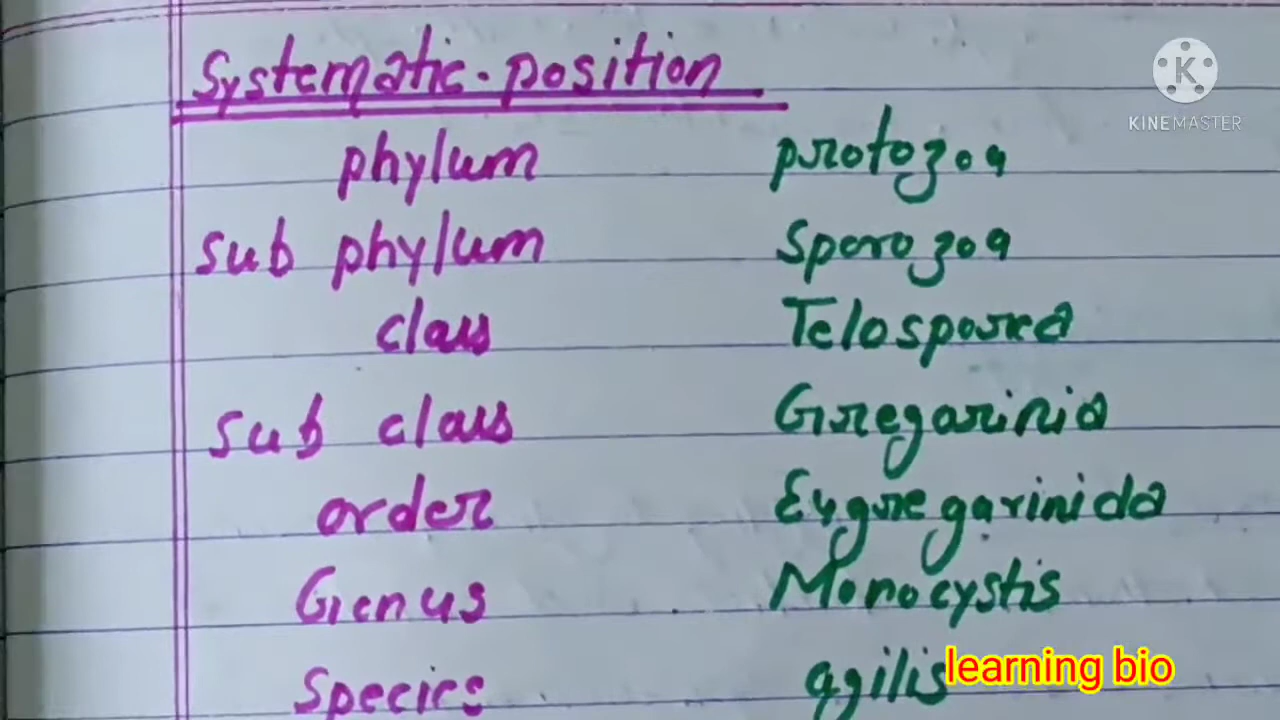 Systematic-position
K
KINEMASTER
phylum Protozoa
Sub phylum Sporozoa
class Telosporea
Sub class Gregarinia
order Eugregarinida
Genus Monocystis
Species agilis
learning bio